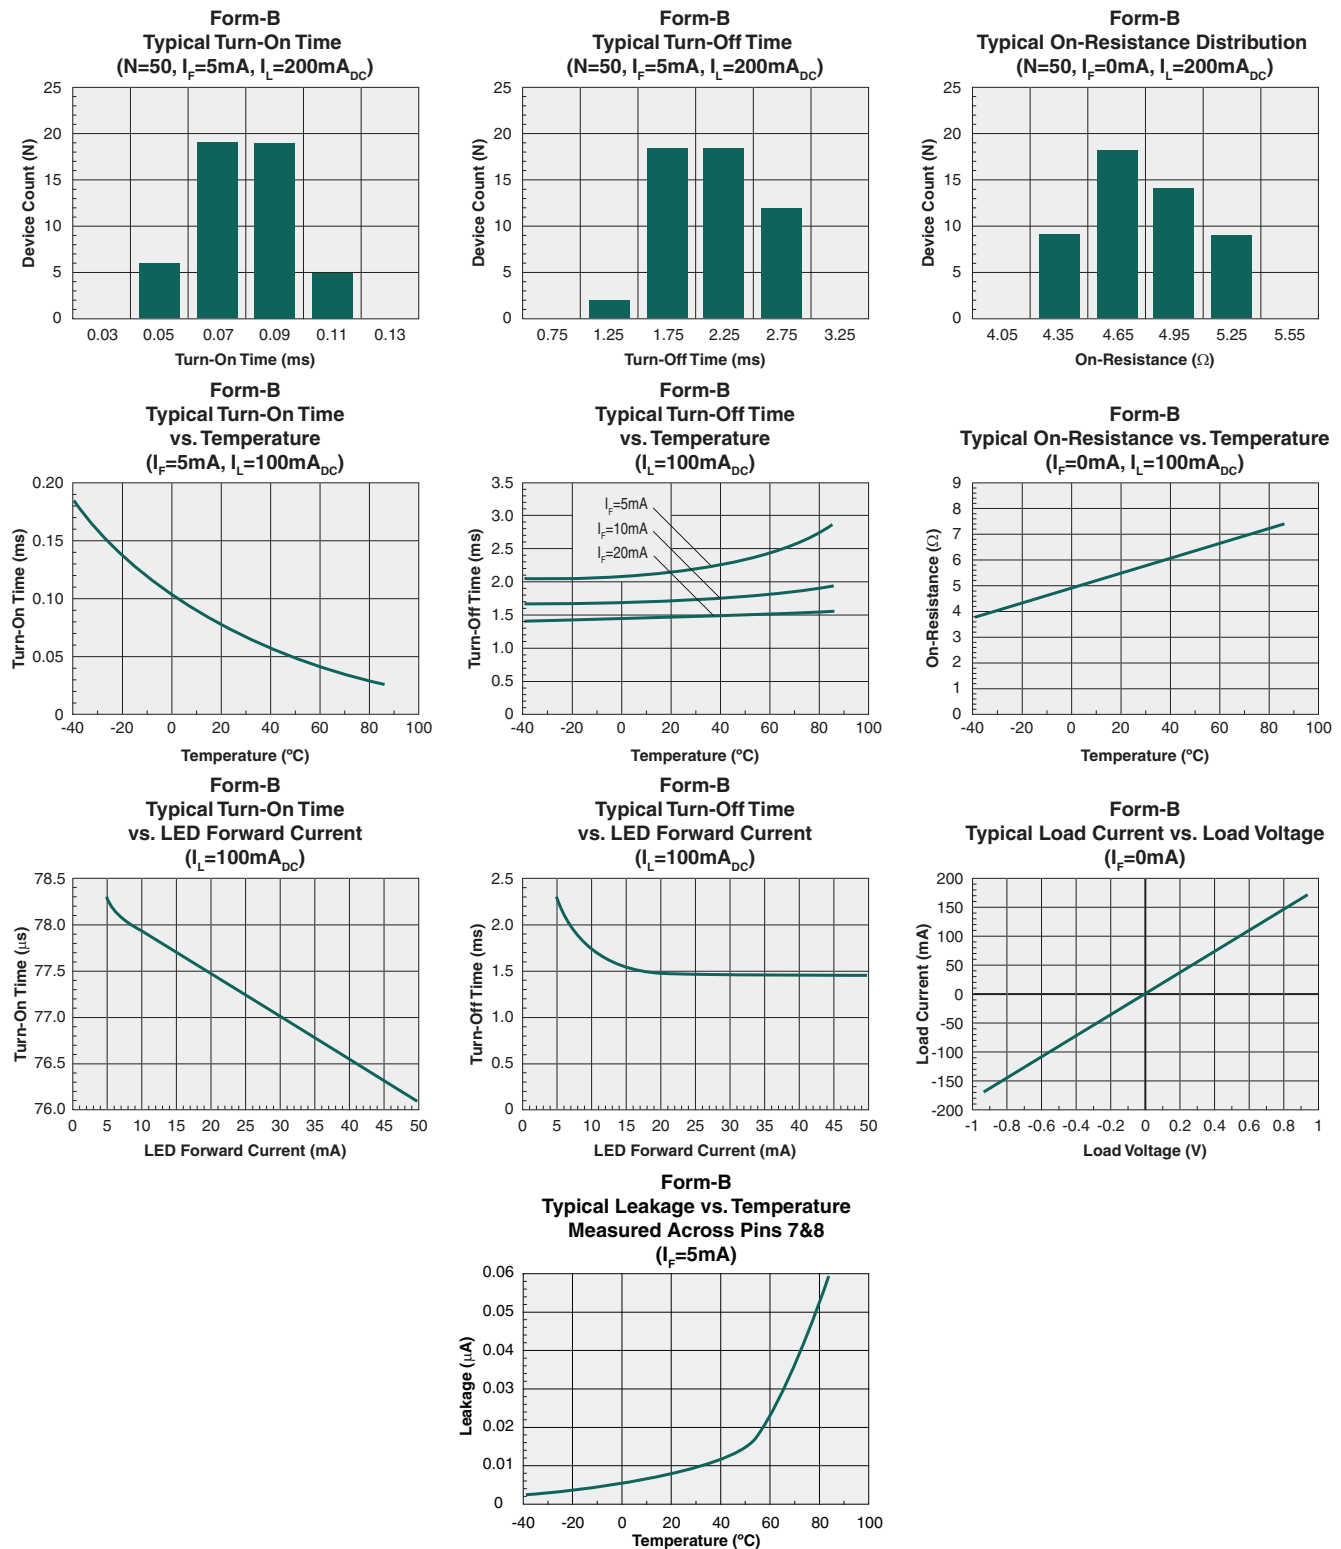 Form-B
Typical Turn-On Time
(N=50, IF=5mA, IL=200mADC)
25
20
15
10
5
0
Device Count (N)
0.03 0.05 0.07 0.09 0.11 0.13
Turn-On Time (ms)
Form-B
Typical Turn-Off Time
(N=50, IF=5mA, IL=200mADC)
25
20
15
10
5
0
Device Count (N)
0.75 1.25 1.75 2.25 2.75 3.25
Turn-Off Time (ms)
Form-B
Typical On-Resistance Distribution
(N=50, IF=0mA, IL=200mADC)
25
20
15
10
5
0
Device Count (N)
4.05 4.35 4.65 4.95 5.25 5.55
On-Resistance (Ω)
Form-B
Typical Turn-On Time
vs. Temperature
(IF=5mA, IL=100mADC)
0.20
0.15
0.10
0.05
0
Turn-On Time (ms)
-40 -20 0 20 40 60 80 100
Temperature (ºC)
Form-B
Typical Turn-Off Time
vs. Temperature
(IL=100mADC)
3.5
3.0
2.5
2.0
1.5
1.0
0.5
0
Turn-Off Time (ms)
IF=5mA
IF=10mA
IF=20mA
-40 -20 0 20 40 60 80 100
Temperature (ºC)
Form-B
Typical On-Resistance vs. Temperature
(IF=0mA, IL=100mADC)
9
8
7
6
5
4
3
2
1
0
On-Resistance (Ω)
-40 -20 0 20 40 60 80 100
Temperature (ºC)
Form-B
Typical Turn-On Time
vs. LED Forward Current
(IL=100mADC)
78.5
78.0
77.5
77.0
76.5
76.0
Turn-On Time (μs)
0 5 10 15 20 25 30 35 40 45 50
LED Forward Current (mA)
Form-B
Typical Turn-Off Time
vs. LED Forward Current
(IL=100mADC)
2.5
2.0
1.5
1.0
0.5
0
Turn-Off Time (ms)
0 5 10 15 20 25 30 35 40 45 50
LED Forward Current (mA)
Form-B
Typical Load Current vs. Load Voltage
(IF=0mA)
200
150
100
50
0
-50
-100
-150
-200
Load Current (mA)
-1 -0.8 -0.6 -0.4 -0.2 0 0.2 0.4 0.6 0.8 1
Load Voltage (V)
Form-B
Typical Leakage vs. Temperature
Measured Across Pins 7&8
(IF=5mA)
0.06
0.05
0.04
0.03
0.02
0.01
0
Leakage (μA)
-40 -20 0 20 40 60 80 100
Temperature (ºC)